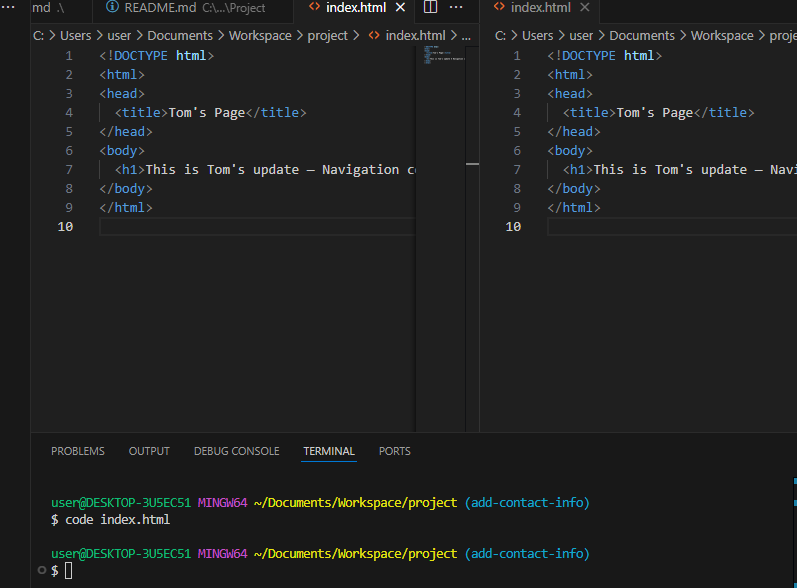 md .\ README.md C:\...\Project index.html
C: > Users > user > Documents > Workspace > project > index.html > ...
1 <!DOCTYPE html>
2 <html>
3 <head>
4 <title>Tom's Page</title>
5 </head>
6 <body>
7 <h1>This is Tom's update — Navigation c
8 </body>
9 </html>
10
index.html
C: > Users > user > Documents > Workspace > proje
1 <!DOCTYPE html>
2 <html>
3 <head>
4 <title>Tom's Page</title>
5 </head>
6 <body>
7 <h1>This is Tom's update — Navi
8 </body>
9 </html>
10
PROBLEMS OUTPUT DEBUG CONSOLE TERMINAL PORTS
user@DESKTOP-3U5EC51 MINGW64 ~/Documents/Workspace/project (add-contact-info)
$ code index.html
user@DESKTOP-3U5EC51 MINGW64 ~/Documents/Workspace/project (add-contact-info)
$